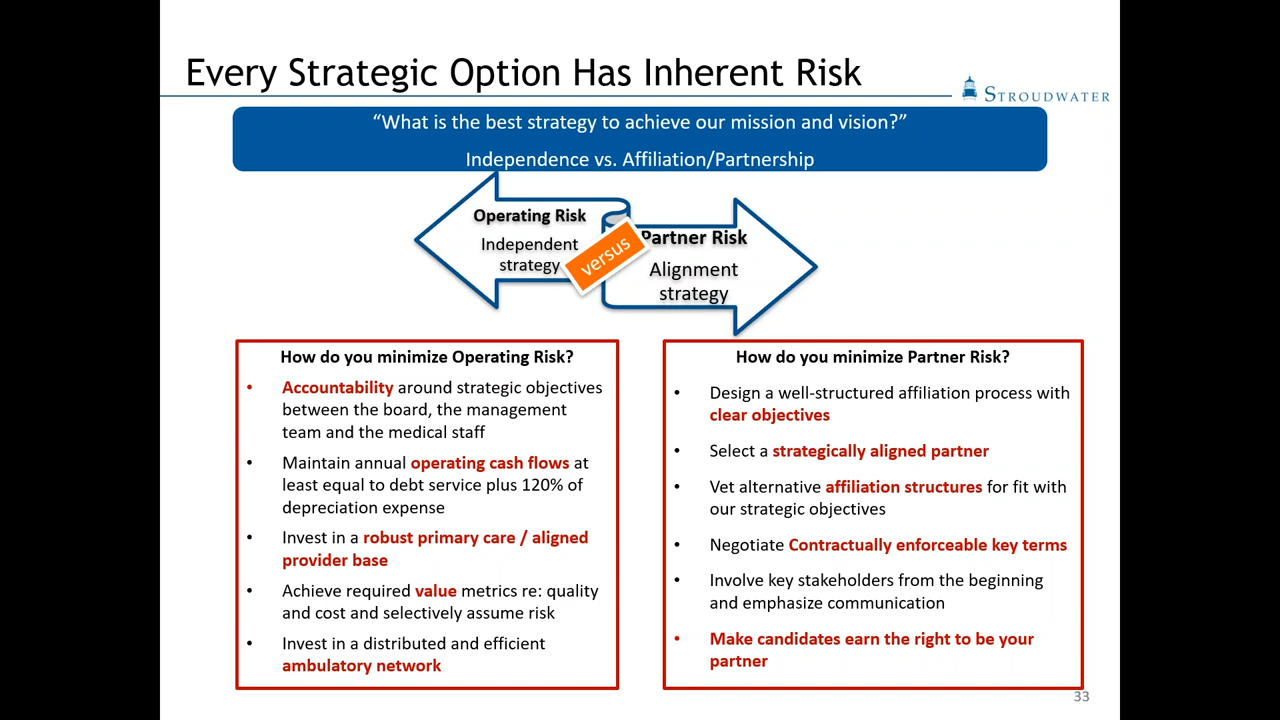 Every Strategic Option Has Inherent Risk
STROUDWATER
“What is the best strategy to achieve our mission and vision?”
Independence vs. Affiliation/Partnership
Operating Risk
Independent
strategy
versus
Partner Risk
Alignment
strategy
How do you minimize Operating Risk?
• Accountability around strategic objectives
between the board, the management
team and the medical staff
• Maintain annual operating cash flows at
least equal to debt service plus 120% of
depreciation expense
• Invest in a robust primary care / aligned
provider base
• Achieve required value metrics re: quality
and cost and selectively assume risk
• Invest in a distributed and efficient
ambulatory network
How do you minimize Partner Risk?
• Design a well-structured affiliation process with
clear objectives
• Select a strategically aligned partner
• Vet alternative affiliation structures for fit with
our strategic objectives
• Negotiate Contractually enforceable key terms
• Involve key stakeholders from the beginning
and emphasize communication
• Make candidates earn the right to be your
partner
33